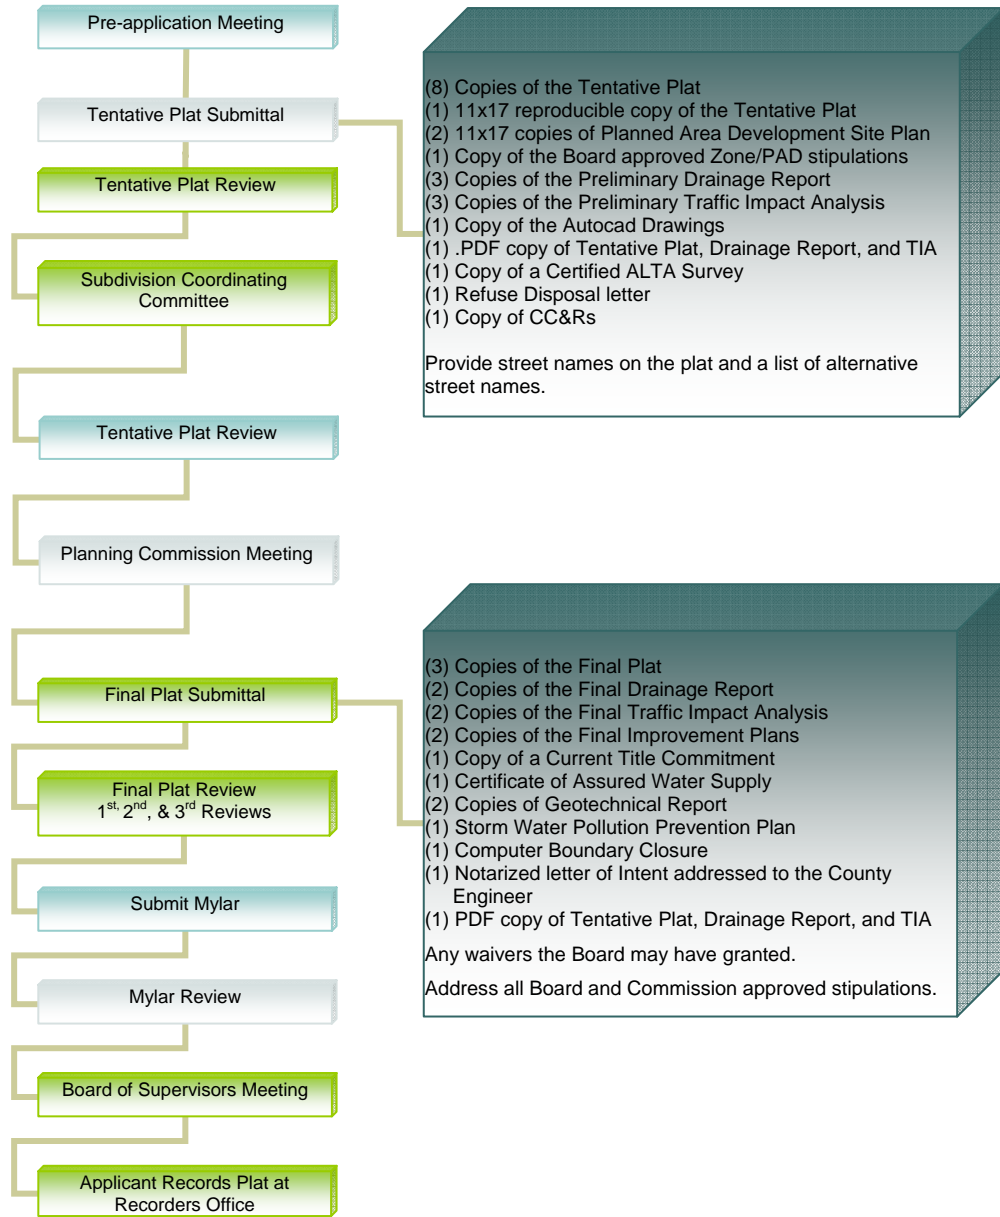 Pre-application Meeting
Tentative Plat Submittal
Tentative Plat Review
Subdivision Coordinating
Committee
Tentative Plat Review
Planning Commission Meeting
Final Plat Submittal
Final Plat Review
1st, 2nd, & 3rd Reviews
Submit Mylar
Mylar Review
Board of Supervisors Meeting
Applicant Records Plat at
Recorders Office
(8) Copies of the Tentative Plat
(1) 11x17 reproducible copy of the Tentative Plat
(2) 11x17 copies of Planned Area Development Site Plan
(1) Copy of the Board approved Zone/PAD stipulations
(3) Copies of the Preliminary Drainage Report
(3) Copies of the Preliminary Traffic Impact Analysis
(1) Copy of the Autocad Drawings
(1) .PDF copy of Tentative Plat, Drainage Report, and TIA
(1) Copy of a Certified ALTA Survey
(1) Refuse Disposal letter
(1) Copy of CC&Rs
Provide street names on the plat and a list of alternative
street names.
(3) Copies of the Final Plat
(2) Copies of the Final Drainage Report
(2) Copies of the Final Traffic Impact Analysis
(2) Copies of the Final Improvement Plans
(1) Copy of a Current Title Commitment
(1) Certificate of Assured Water Supply
(2) Copies of Geotechnical Report
(1) Storm Water Pollution Prevention Plan
(1) Computer Boundary Closure
(1) Notarized letter of Intent addressed to the County
Engineer
(1) PDF copy of Tentative Plat, Drainage Report, and TIA
Any waivers the Board may have granted.
Address all Board and Commission approved stipulations.